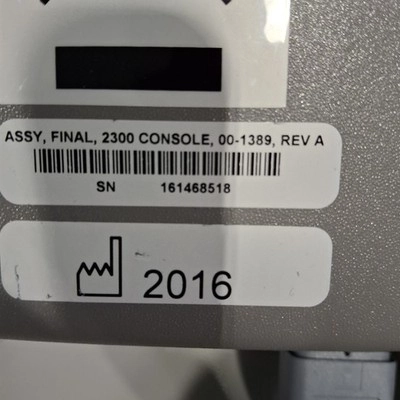 ASSY, FINAL, 2300 CONSOLE, 00-1389, REV A
SN 161468518
2016